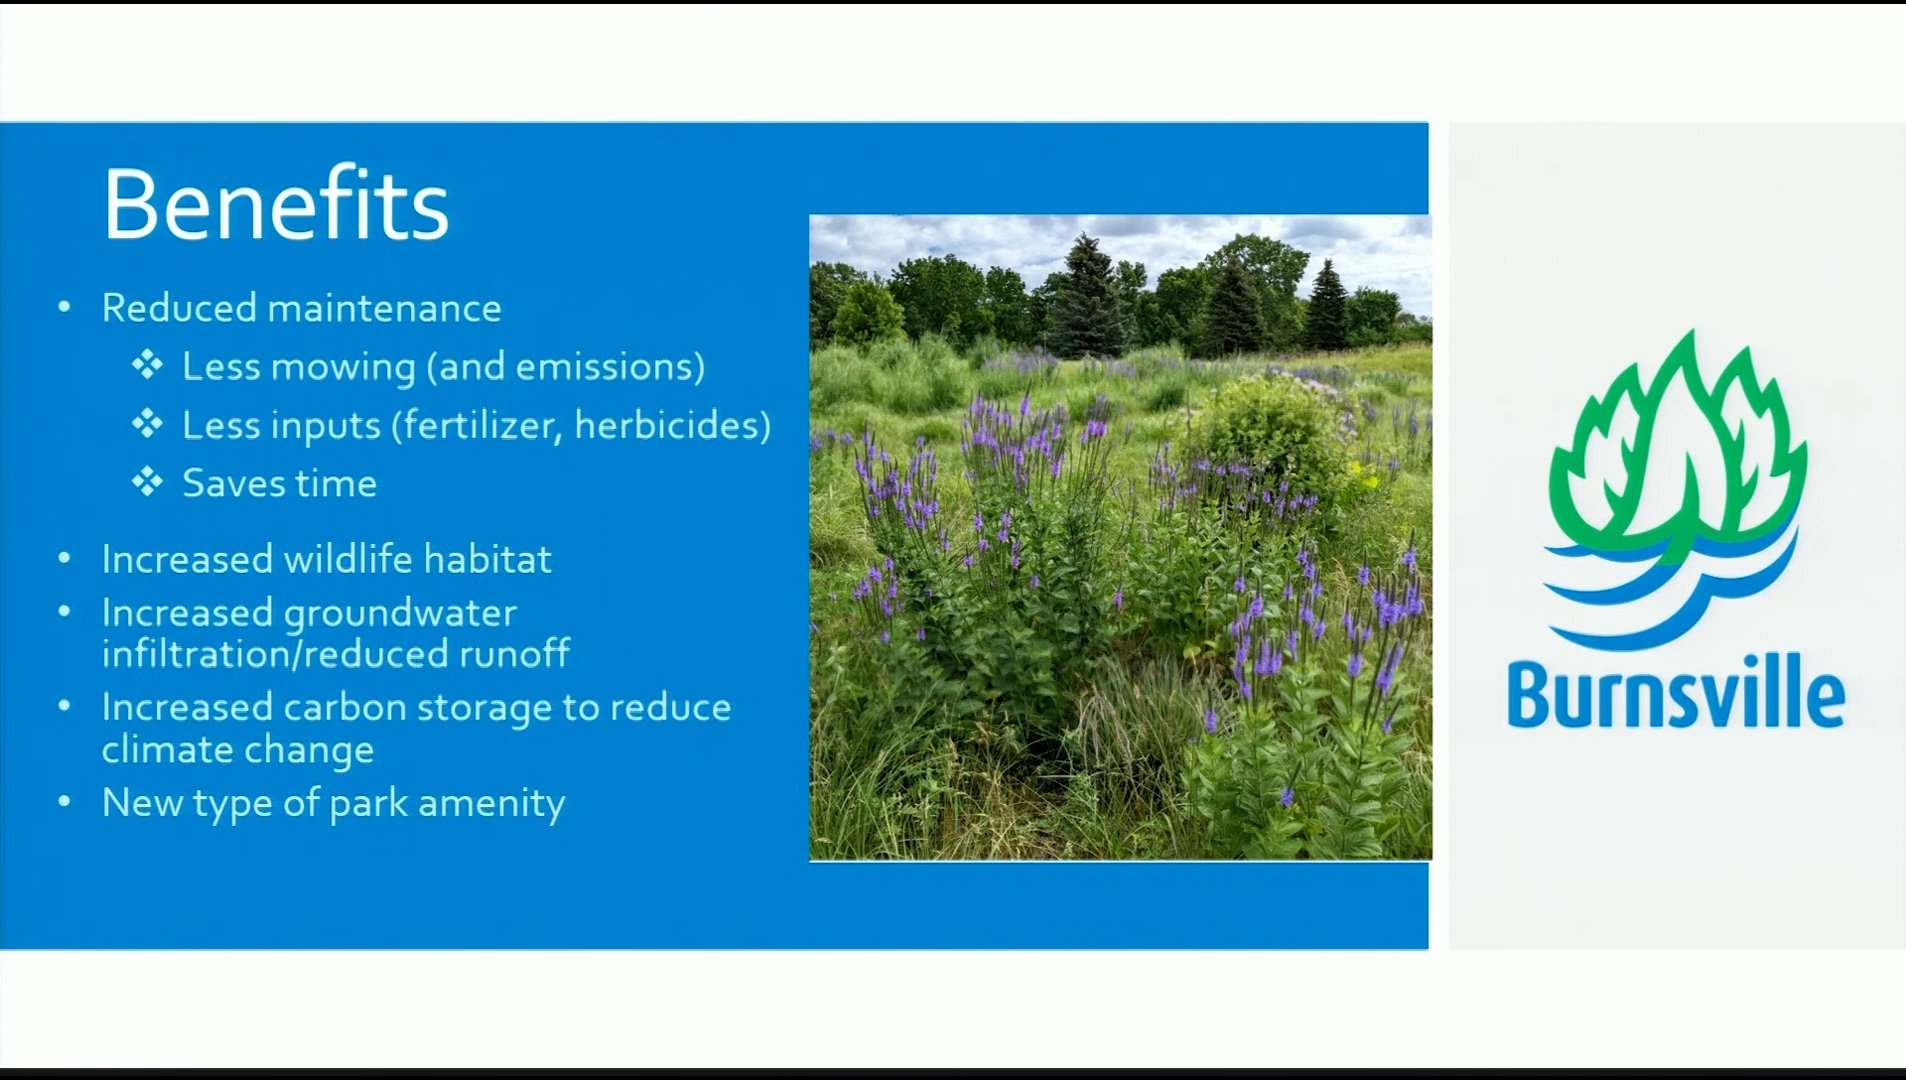 Benefits
• Reduced maintenance
❖ Less mowing (and emissions)
❖ Less inputs (fertilizer, herbicides)
❖ Saves time
• Increased wildlife habitat
• Increased groundwater
infiltration/reduced runoff
• Increased carbon storage to reduce
climate change
• New type of park amenity
Burnsville